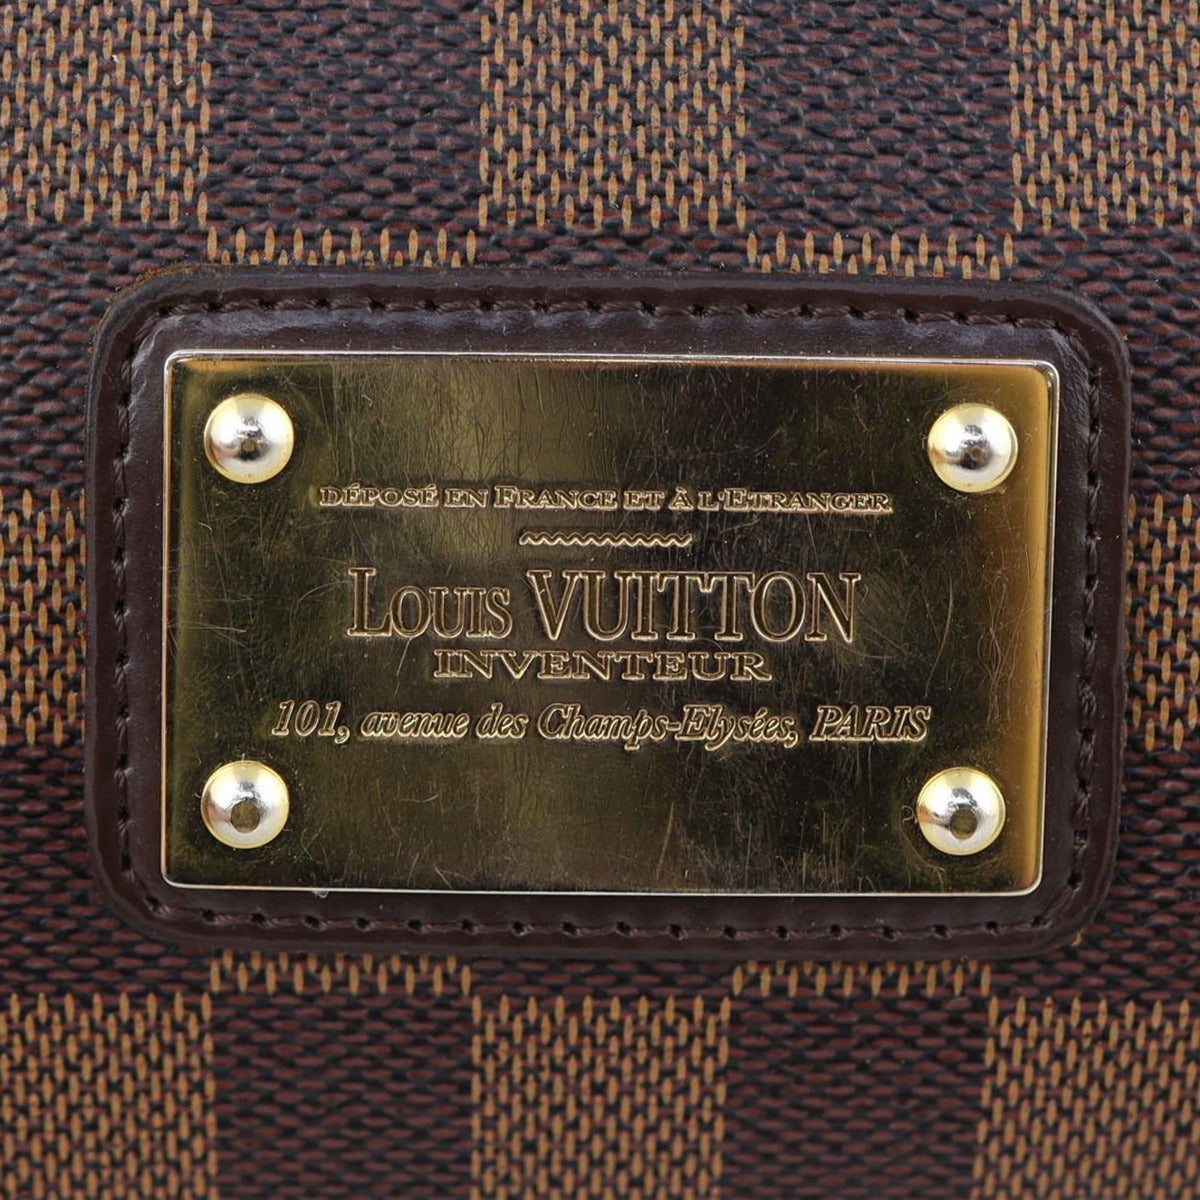 DÉPOSÉ EN FRANCE ET À L'ETRANGER
LOUIS VUITTON
INVENTEUR
101, avenue des Champs-Elysées, PARIS